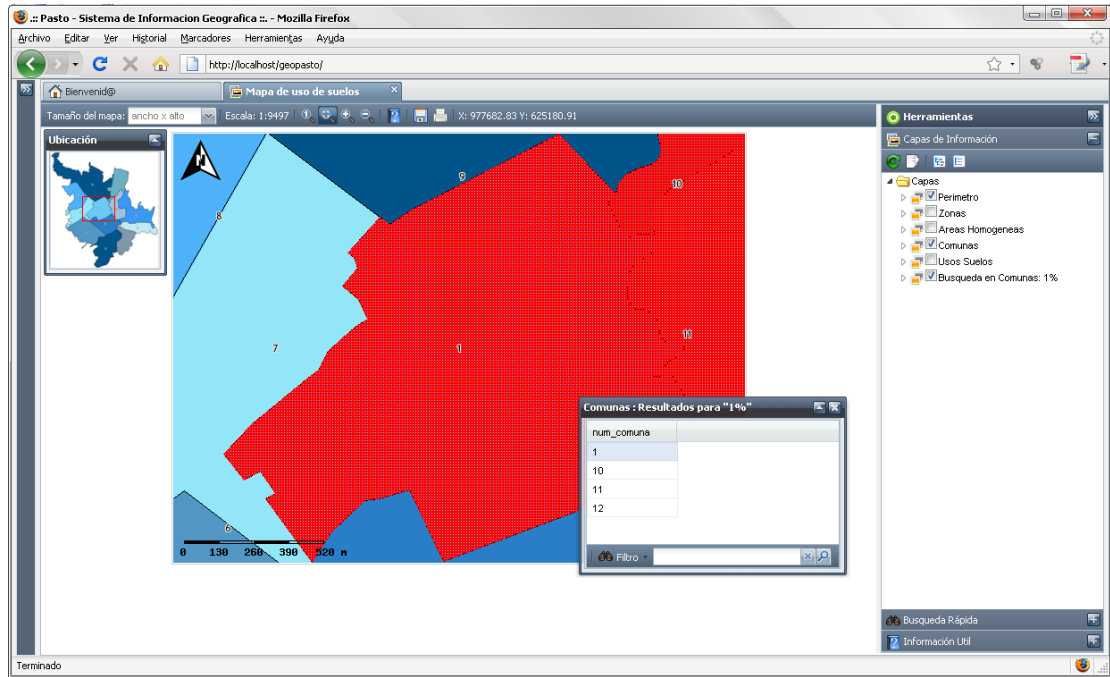 .:: Pasto - Sistema de Informacion Geografica ::. - Mozilla Firefox
Archivo Editar Ver Historial Marcadores Herramientas Ayuda
http://localhost/geopasto/
Bienvenid@ Mapa de uso de suelos
Tamaño del mapa: ancho x alto Escala: 1:9497 X: 977682.83 Y: 625180.91
Herramientas
Ubicación
Capas de Información
N
Capas
Perimetro
Zonas
Areas Homogeneas
Comunas
Usos Suelos
Busqueda en Comunas: 1%
9
10
8
11
7
1
6
0 130 260 390 520 m
Comunas : Resultados para "1%"
num_comuna
1
10
11
12
Filtro
Busqueda Rápida
Información Util
Terminado